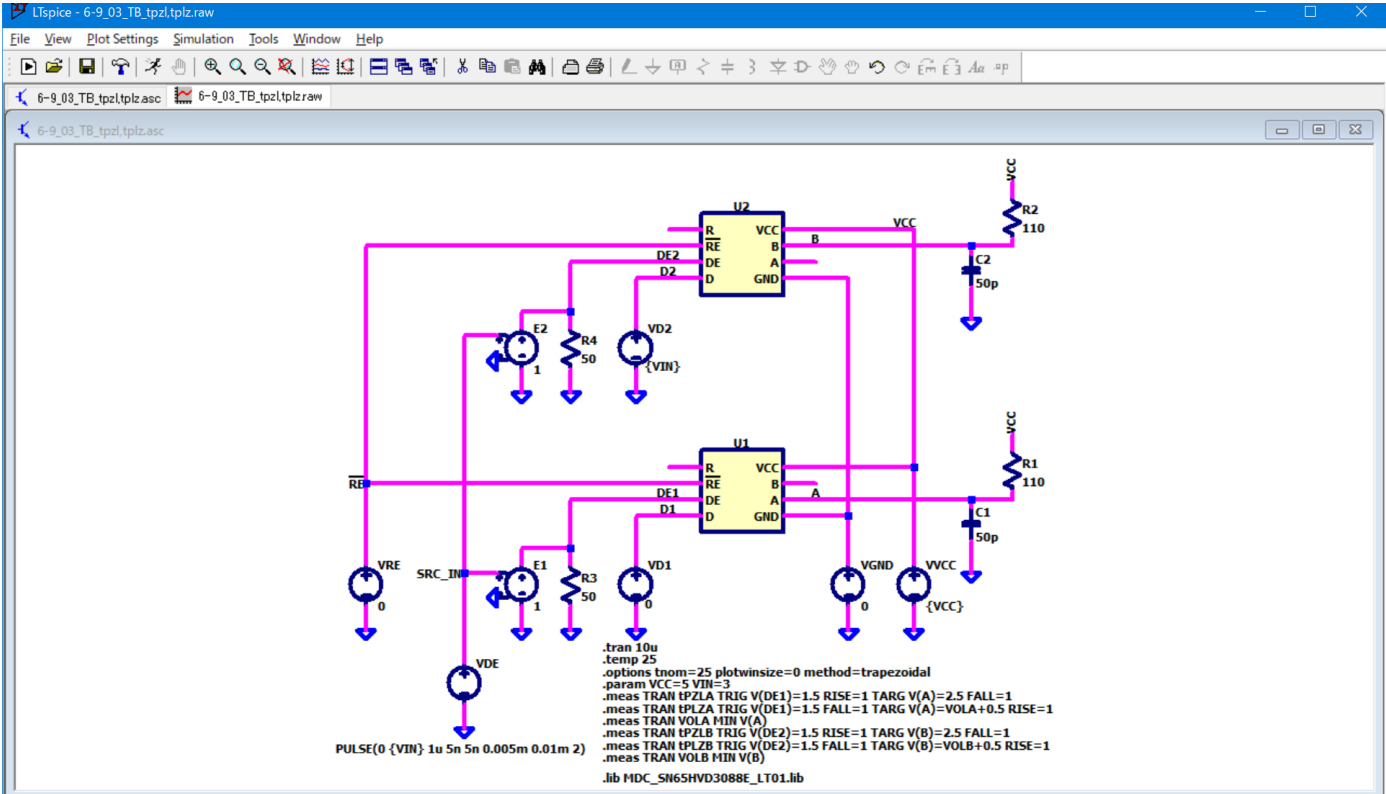 LTspice - 6-9_03_TB_tpzl,tplz.raw
File View Plot Settings Simulation Tools Window Help
6-9_03_TB_tpzl,tplz.asc 6-9_03_TB_tpzl,tplz.raw
6-9_03_TB_tpzl,tplz.asc
VCC
U2
R2
110
R VCC
RE B
DE A
D GND
VCC
B
DE2
D2
C2
50p
E2
1
R4
50
VD2
{VIN}
VCC
U1
R1
110
R VCC
RE B
DE A
D GND
RE
A
DE1
D1
C1
50p
VRE
0
SRC_IN
E1
1
R3
50
VD1
0
VGND
0
VVCC
{VCC}
VDE
PULSE(0 {VIN} 1u 5n 5n 0.005m 0.01m 2)
.tran 10u
.temp 25
.options tnom=25 plotwinsize=0 method=trapezoidal
.param VCC=5 VIN=3
.meas TRAN tPZLA TRIG V(DE1)=1.5 RISE=1 TARG V(A)=2.5 FALL=1
.meas TRAN tPLZA TRIG V(DE1)=1.5 FALL=1 TARG V(A)=VOLA+0.5 RISE=1
.meas TRAN VOLA MIN V(A)
.meas TRAN tPZLB TRIG V(DE2)=1.5 RISE=1 TARG V(B)=2.5 FALL=1
.meas TRAN tPLZB TRIG V(DE2)=1.5 FALL=1 TARG V(B)=VOLB+0.5 RISE=1
.meas TRAN VOLB MIN V(B)
.lib MDC_SN65HVD3088E_LT01.lib